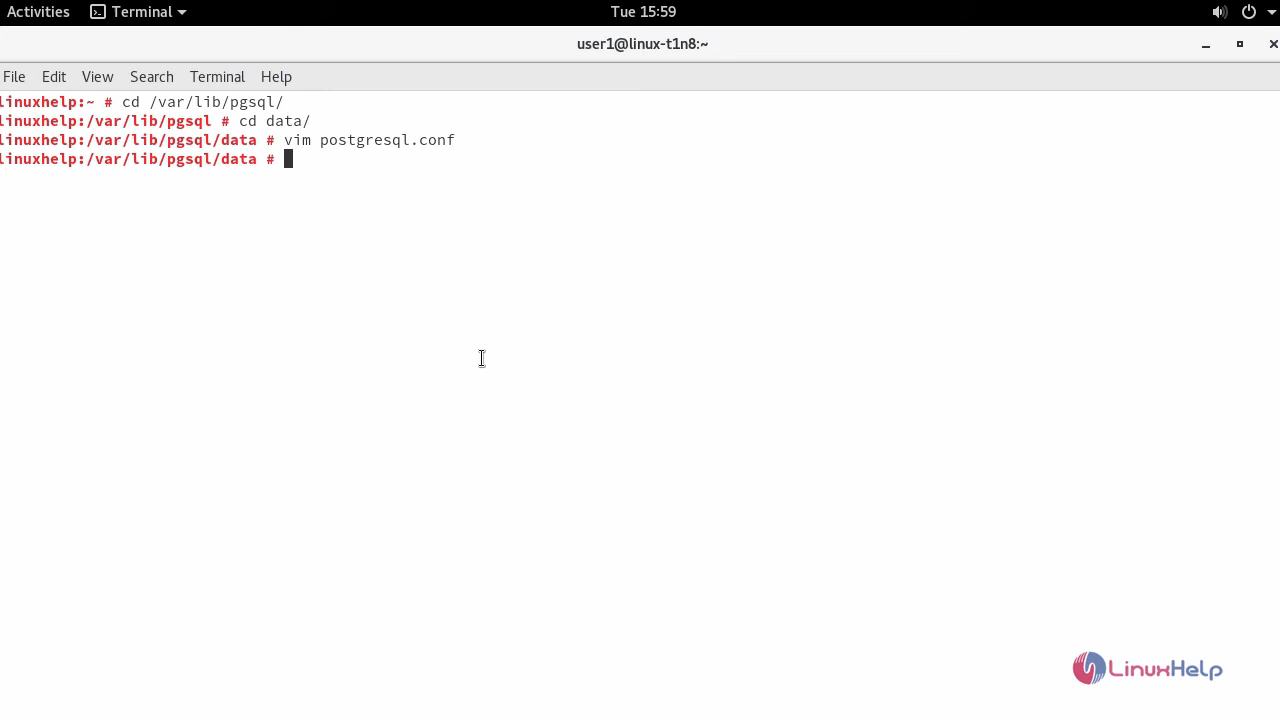 Activities Terminal Tue 15:59
user1@linux-t1n8:~
File Edit View Search Terminal Help
linuxhelp:~ # cd /var/lib/pgsql/
linuxhelp:/var/lib/pgsql # cd data/
linuxhelp:/var/lib/pgsql/data # vim postgresql.conf
linuxhelp:/var/lib/pgsql/data #
LinuxHelp